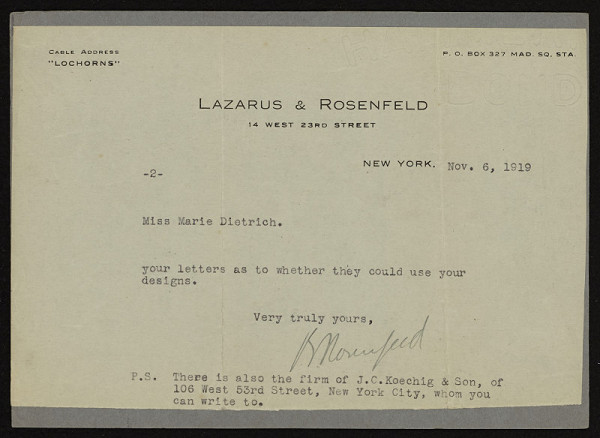 CABLE ADDRESS
"LOCHORNS"
P. O. BOX 327 MAD. SQ. STA.
LAZARUS & ROSENFELD
14 WEST 23RD STREET
NEW YORK, Nov. 6, 1919
-2-
Miss Marie Dietrich.
your letters as to whether they could use your
designs.
Very truly yours,
Rosenfeld
P.S. There is also the firm of J.C.Koechig & Son, of
106 West 53rd Street, New York City, whom you
can write to.